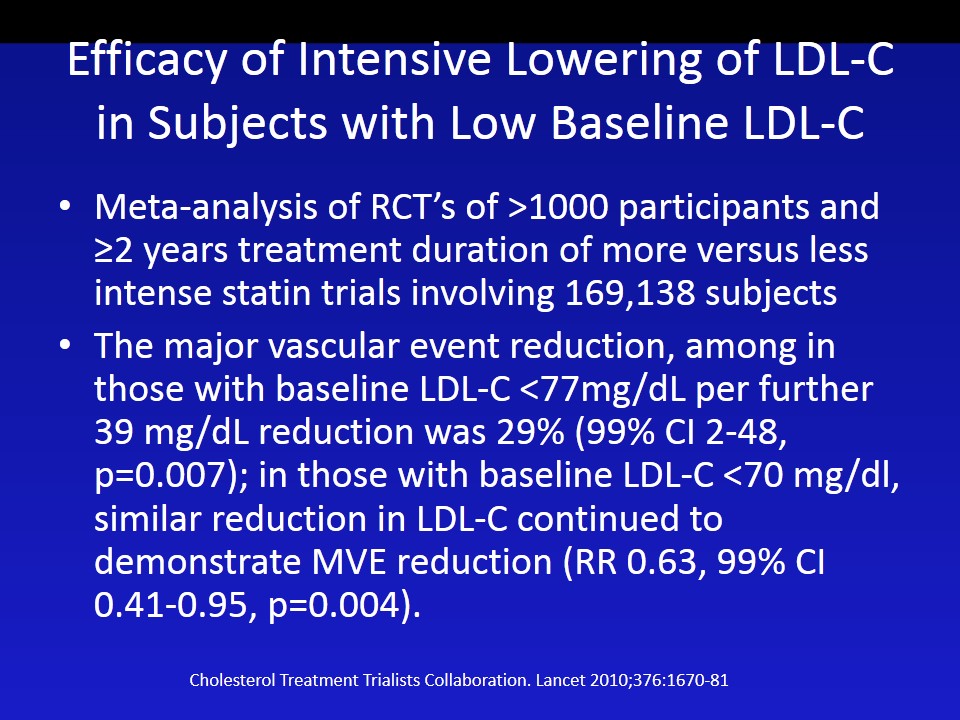 Efficacy of Intensive Lowering of LDL-C
in Subjects with Low Baseline LDL-C
• Meta-analysis of RCT’s of >1000 participants and
≥2 years treatment duration of more versus less
intense statin trials involving 169,138 subjects
• The major vascular event reduction, among in
those with baseline LDL-C <77mg/dL per further
39 mg/dL reduction was 29% (99% CI 2-48,
p=0.007); in those with baseline LDL-C <70 mg/dl,
similar reduction in LDL-C continued to
demonstrate MVE reduction (RR 0.63, 99% CI
0.41-0.95, p=0.004).
Cholesterol Treatment Trialists Collaboration. Lancet 2010;376:1670-81